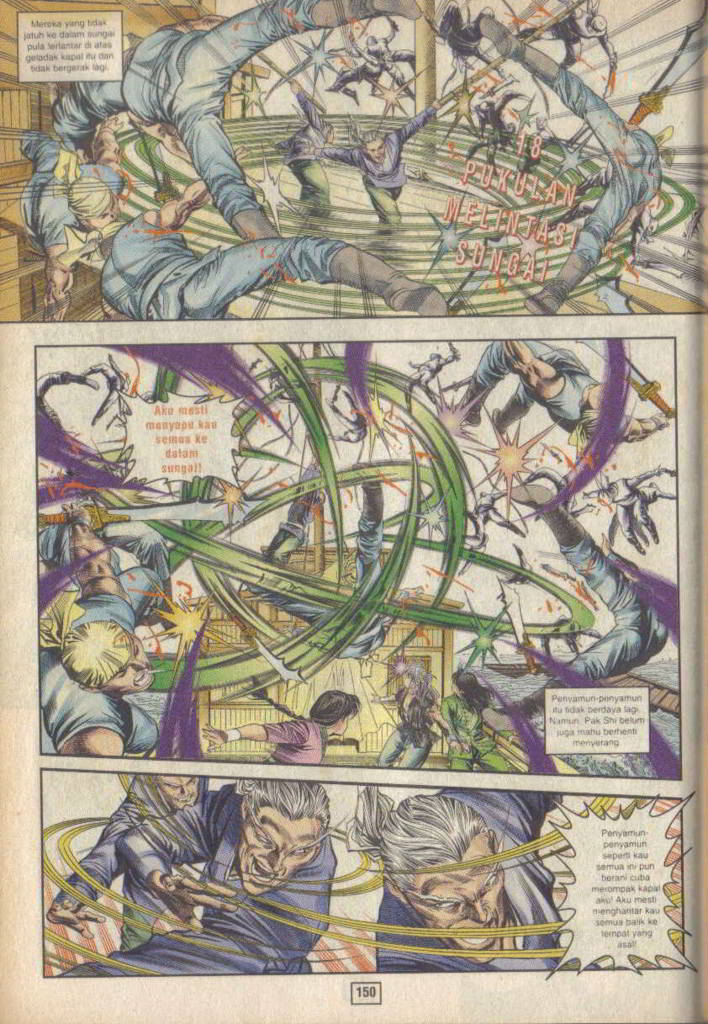 Mereka yang tidak
jatuh ke dalam sungai
pula terlantar di atas
geladak kapal itu dan
tidak bergerak lagi.
18
PUKULAN
MELINTASI
SUNGAI
Aku mesti
menyapu kau
semua ke
dalam
sungai!
Penyamun-penyamun
itu tidak berdaya lagi.
Namun, Pak Shi belum
juga mahu berhenti
menyerang.
Penyamun-
penyamun
seperti kau
semua ini pun
berani cuba
merompak kapal
aku! Aku mesti
menghantar kau
semua balik ke
tempat yang
asal!
150